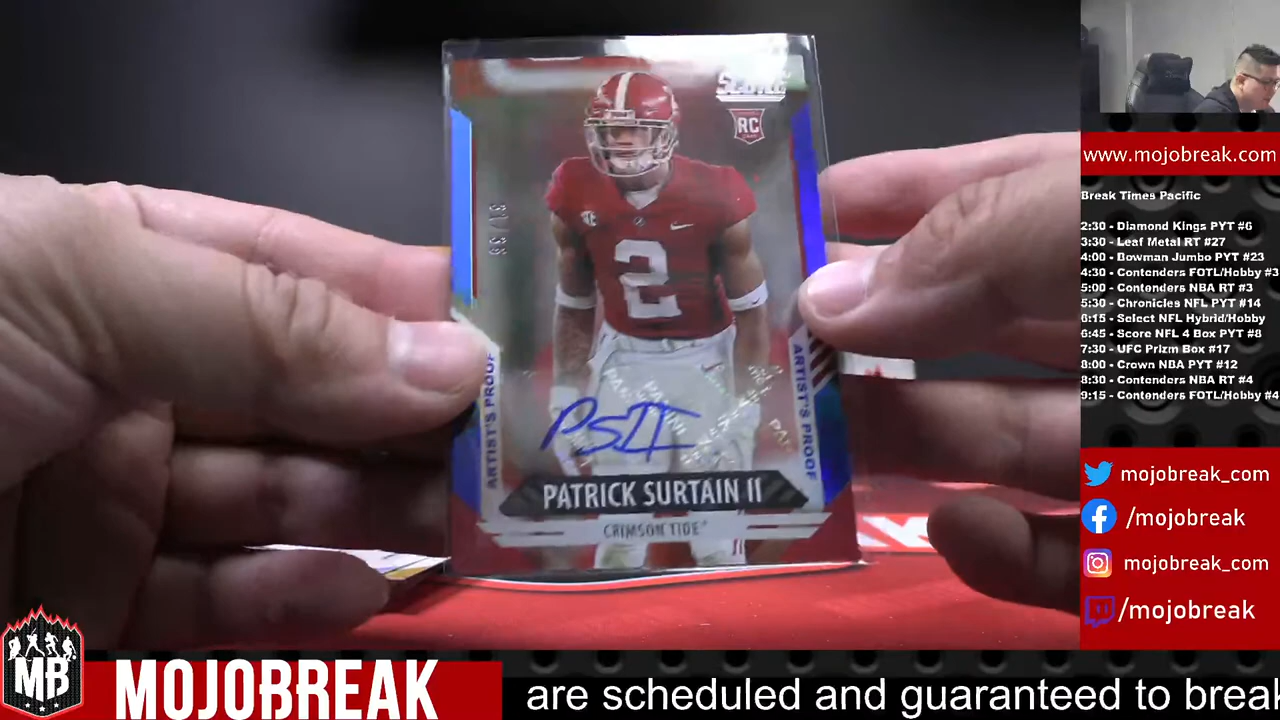 SCORE
RC
2
ARTIST'S PROOF
ARTIST'S PROOF
PSII
PATRICK SURTAIN II
CRIMSON TIDE
www.mojobreak.com
Break Times Pacific
2:30 - Diamond Kings PYT #6
3:30 - Leaf Metal RT #27
4:00 - Bowman Jumbo PYT #23
4:30 - Contenders FOTL/Hobby #3
5:00 - Contenders NBA RT #3
5:30 - Chronicles NFL PYT #14
6:15 - Select NFL Hybrid/Hobby
6:45 - Score NFL 4 Box PYT #8
7:30 - UFC Prizm Box #17
8:00 - Crown NBA PYT #12
8:30 - Contenders NBA RT #4
9:15 - Contenders FOTL/Hobby #4
mojobreak_com
/mojobreak
mojobreak_com
/mojobreak
MB
MOJOBREAK
are scheduled and guaranteed to break